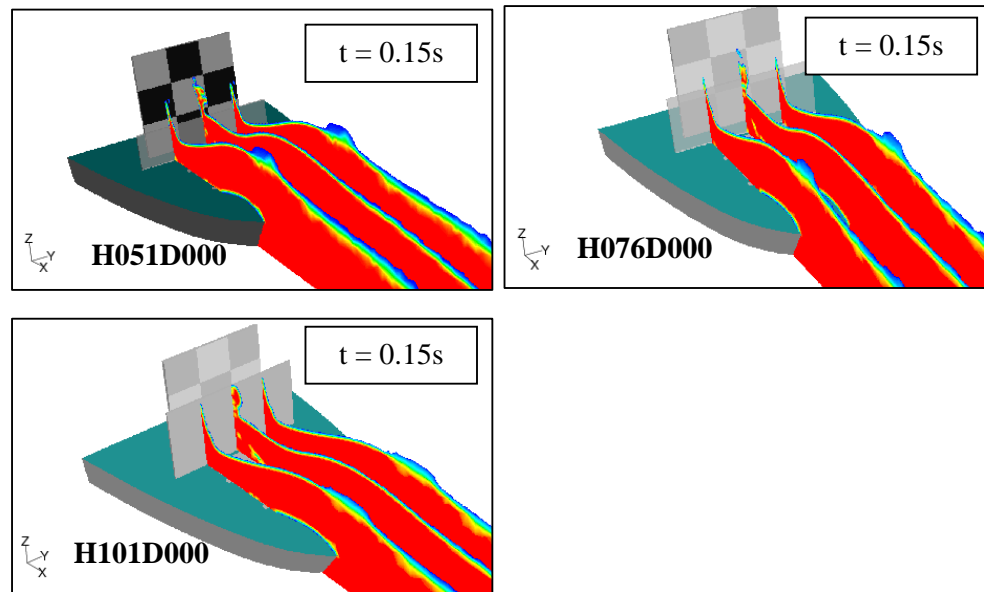 t = 0.15s
Z
Y
X
H051D000
t = 0.15s
Z
Y
X
H076D000
t = 0.15s
Z
Y
X
H101D000